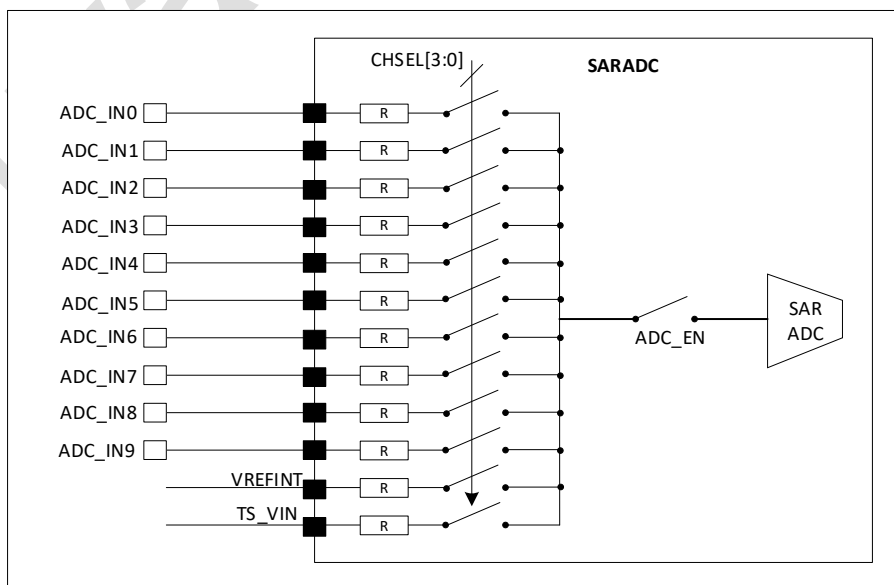 CHSEL[3:0]
SARADC
ADC_IN0
R
ADC_IN1
R
ADC_IN2
R
ADC_IN3
R
ADC_IN4
R
ADC_IN5
R
SAR
ADC
ADC_IN6
R
ADC_EN
ADC_IN7
R
ADC_IN8
R
ADC_IN9
R
VREFINT
R
TS_VIN
R